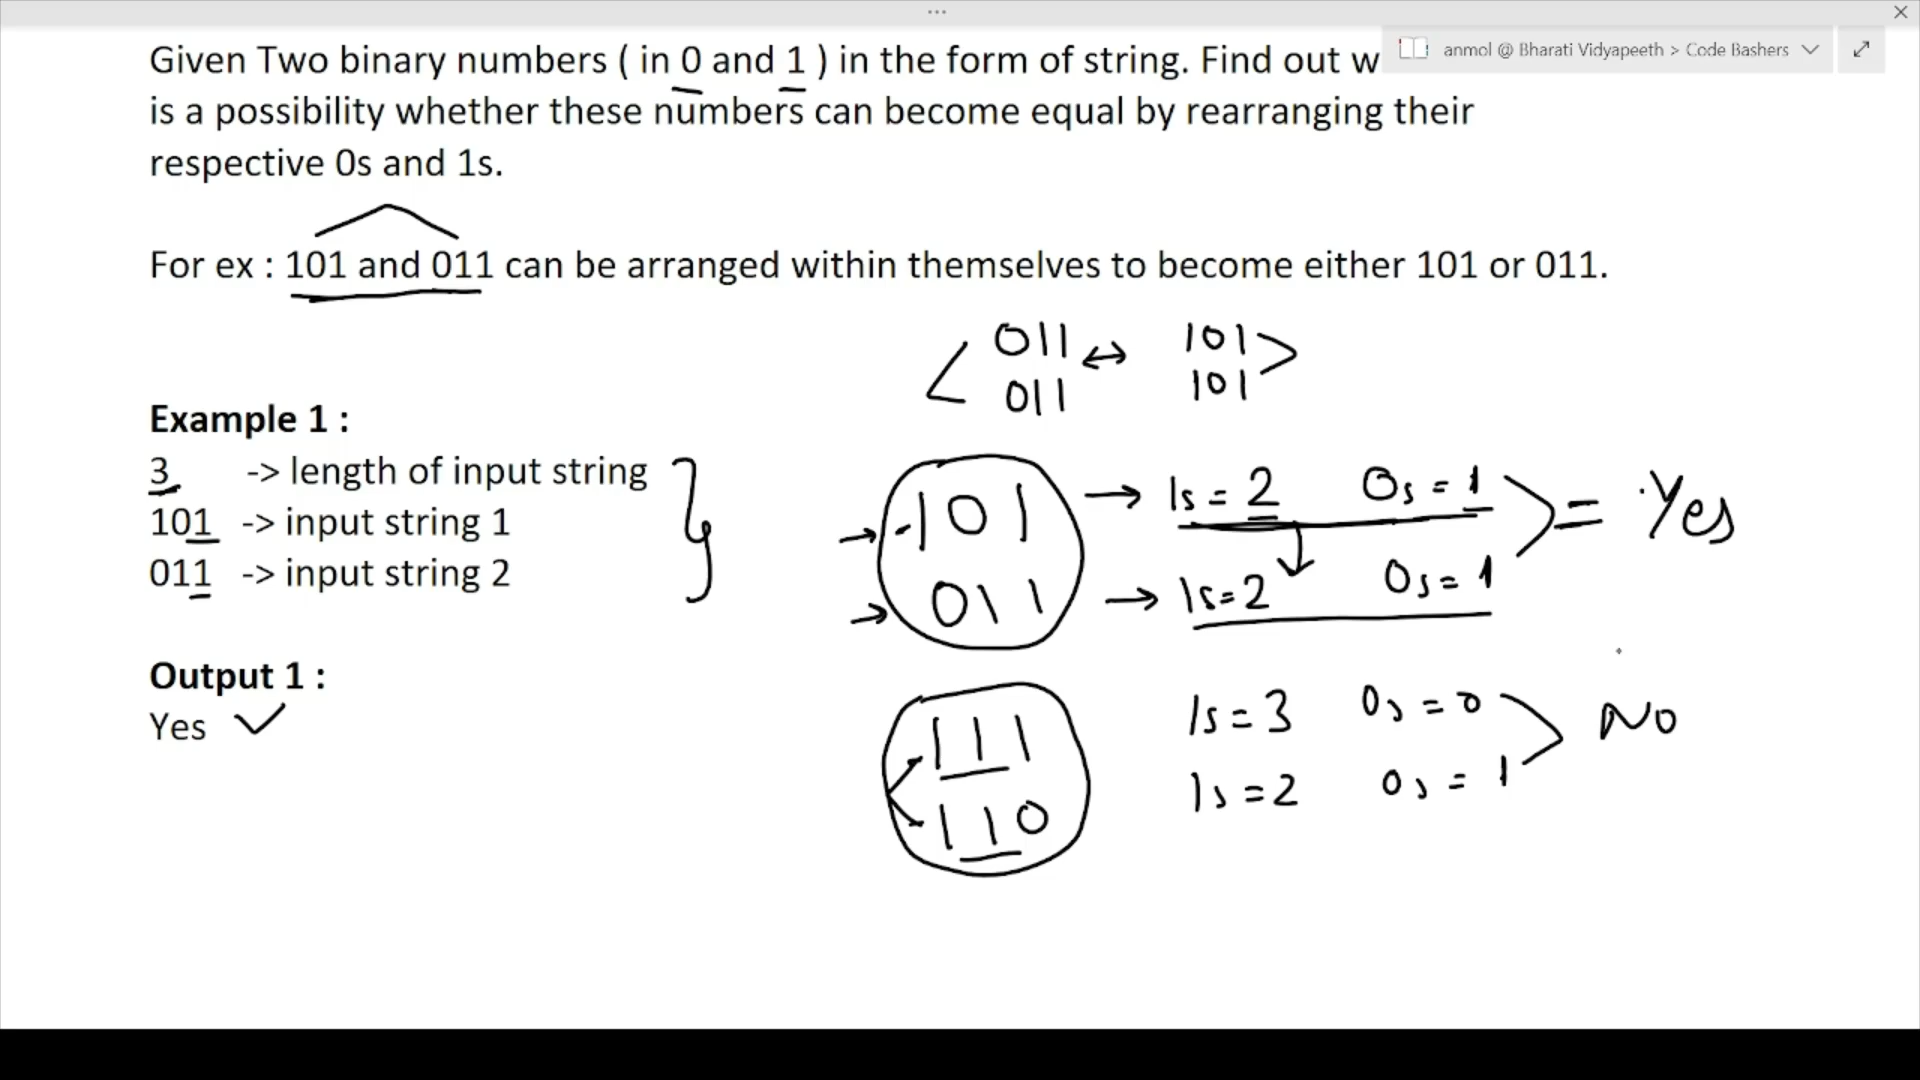 ...
anmol @ Bharati Vidyapeeth > Code Bashers
Given Two binary numbers ( in 0 and 1 ) in the form of string. Find out
is a possibility whether these numbers can become equal by rearranging their
respective 0s and 1s.
For ex : 101 and 011 can be arranged within themselves to become either 101 or 011.
< 011 ↔ 101 >
011 101
Example 1 :
3 -> length of input string
101 -> input string 1
011 -> input string 2
→ 101 → 1s = 2 0s = 1 > = Yes
→ 011 → 1s = 2 0s = 1
Output 1 :
Yes ✓
111 1s = 3 0s = 0 > No
110 1s = 2 0s = 1